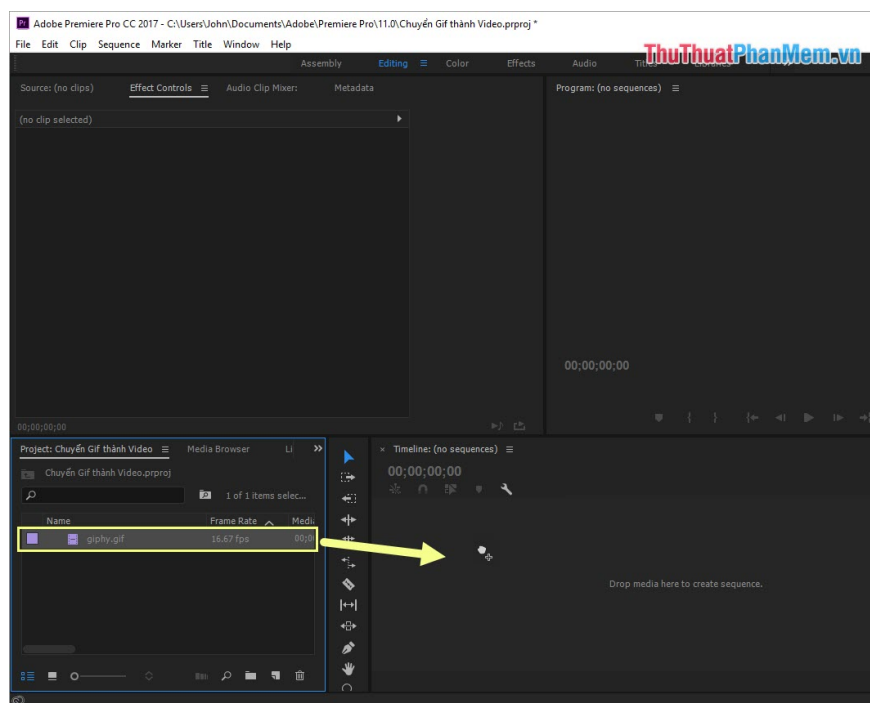 Adobe Premiere Pro CC 2017 - C:\Users\John\Documents\Adobe\Premiere Pro\11.0\Chuyển Gif thành Video.prproj *
File Edit Clip Sequence Marker Title Window Help
ThuThuatPhanMem.vn
Assembly Editing Color Effects Audio
Source: (no clips) Effect Controls Audio Clip Mixer: Metadata
Program: (no sequences)
(no clip selected)
00;00;00;00
00;00;00;00
Project: Chuyển Gif thành Video Media Browser Li
Timeline: (no sequences)
Chuyển Gif thành Video.prproj
00;00;00;00
1 of 1 items selec...
Name Frame Rate Medi
giphy.gif 16.67 fps 00;0
Drop media here to create sequence.